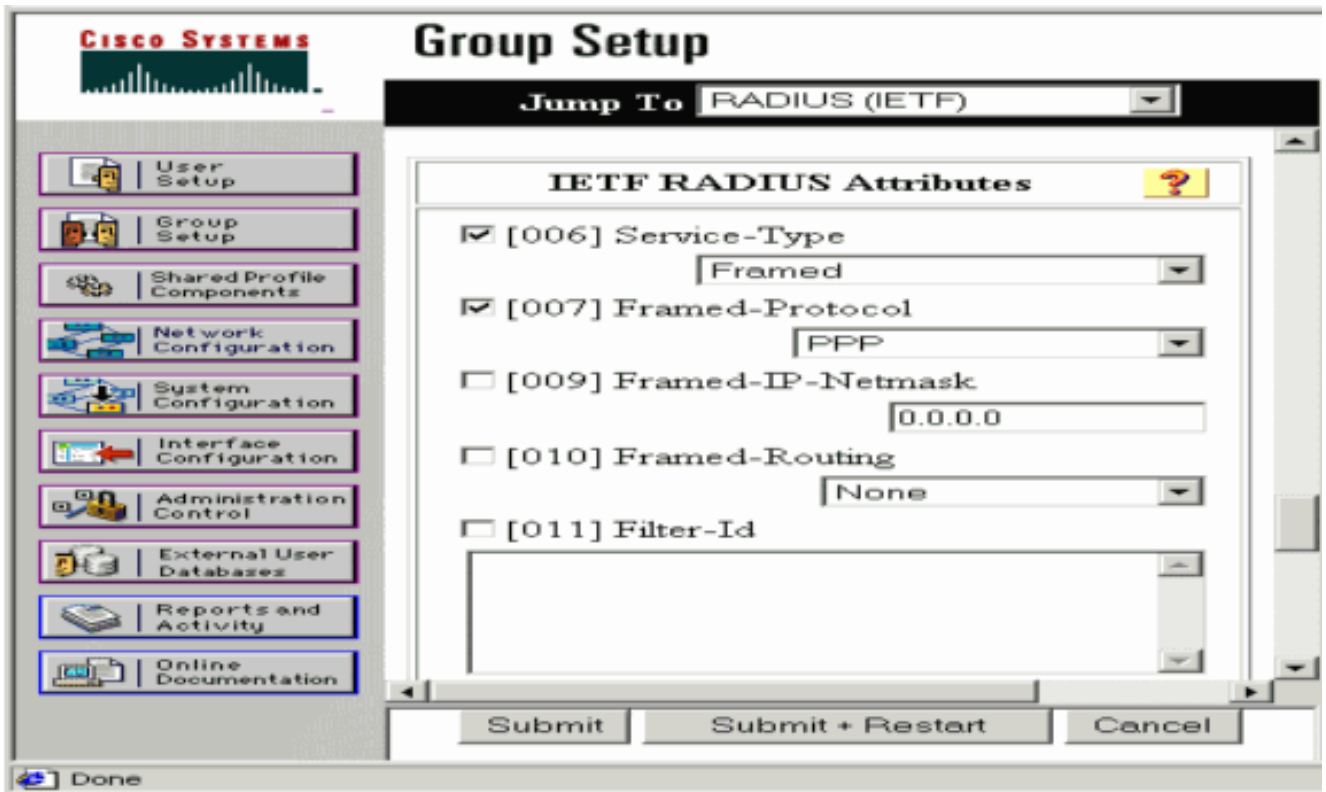 CISCO SYSTEMS
Group Setup
Jump To RADIUS (IETF)
User
Setup
Group
Setup
Shared Profile
Components
Network
Configuration
System
Configuration
Interface
Configuration
Administration
Control
External User
Databases
Reports and
Activity
Online
Documentation
IETF RADIUS Attributes ?
[006] Service-Type
Framed
[007] Framed-Protocol
PPP
[009] Framed-IP-Netmask
0.0.0.0
[010] Framed-Routing
None
[011] Filter-Id
Submit Submit + Restart Cancel
Done